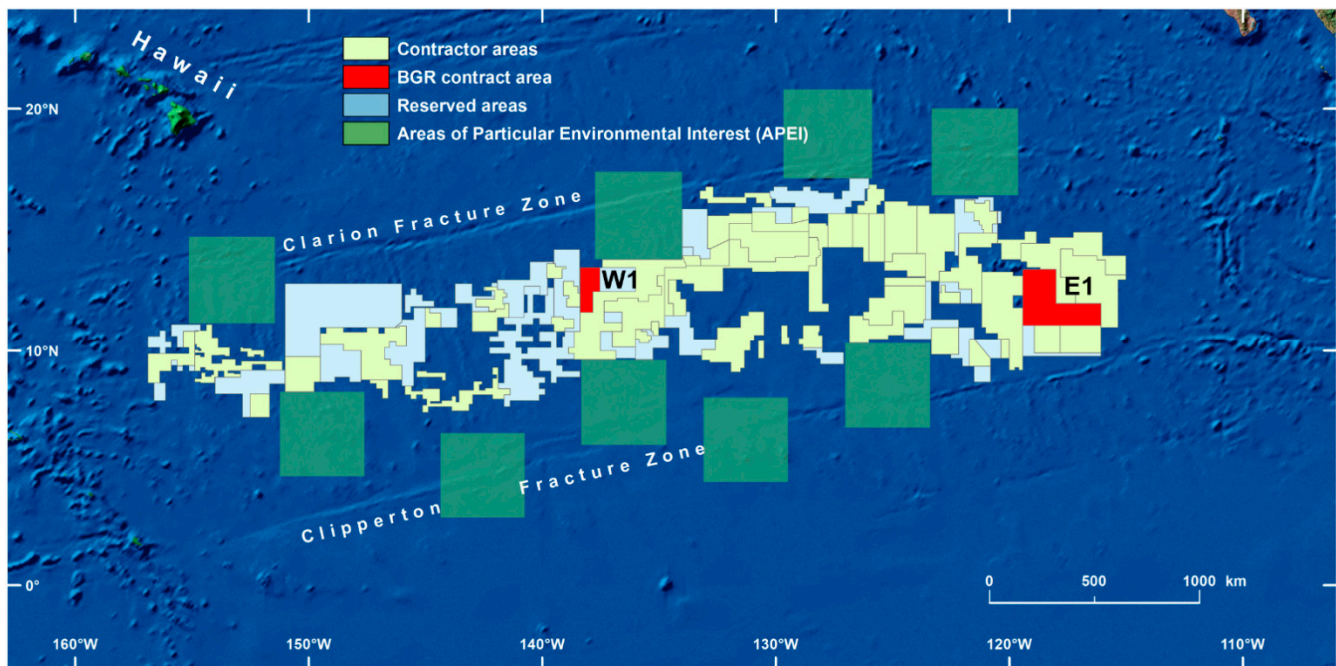 Hawaii
Contractor areas
BGR contract area
Reserved areas
Areas of Particular Environmental Interest (APEI)
20°N
Clarion Fracture Zone
W1
E1
10°N
Clipperton Fracture Zone
0°
0 500 1000 km
160°W 150°W 140°W 130°W 120°W 110°W